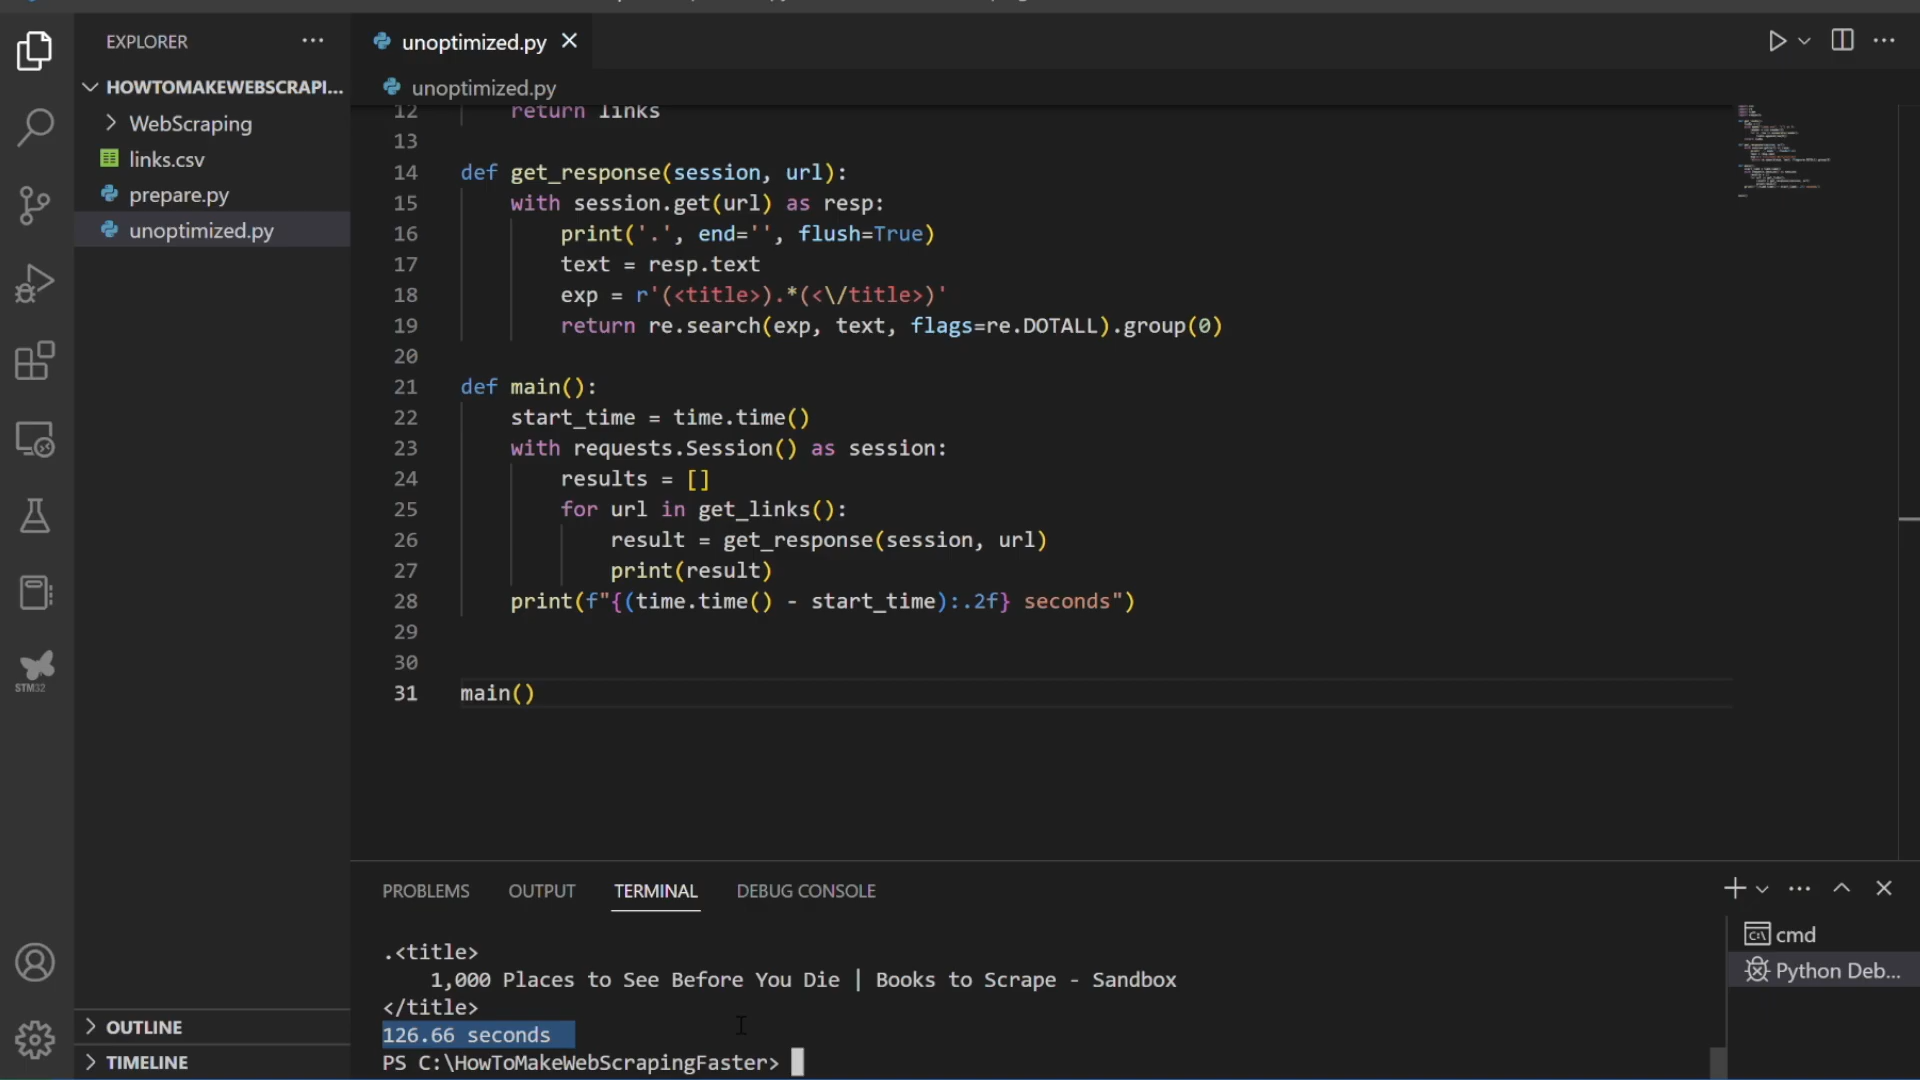 EXPLORER
unoptimized.py
HOWTOMAKEWEBSCRAPI...
WebScraping
links.csv
prepare.py
unoptimized.py
STM32
OUTLINE
TIMELINE
unoptimized.py
12 return links
13
14 def get_response(session, url):
15 with session.get(url) as resp:
16 print('.', end='', flush=True)
17 text = resp.text
18 exp = r'(<title>).*(<\/title>)'
19 return re.search(exp, text, flags=re.DOTALL).group(0)
20
21 def main():
22 start_time = time.time()
23 with requests.Session() as session:
24 results = []
25 for url in get_links():
26 result = get_response(session, url)
27 print(result)
28 print(f"{(time.time() - start_time):.2f} seconds")
29
30
31 main()
PROBLEMS OUTPUT TERMINAL DEBUG CONSOLE
.<title>
1,000 Places to See Before You Die | Books to Scrape - Sandbox
</title>
126.66 seconds
PS C:\HowToMakeWebScrapingFaster>
cmd
Python Deb...